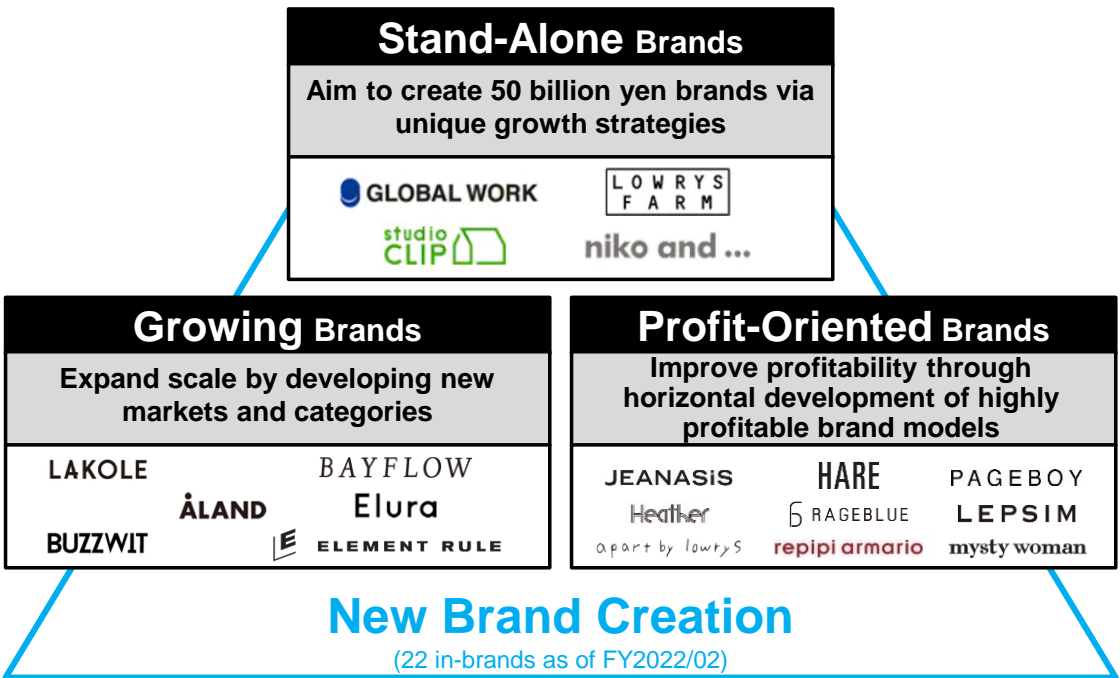 Stand-Alone Brands
Aim to create 50 billion yen brands via
unique growth strategies
GLOBAL WORK
LOWRYS
FARM
studio
CLIP
niko and ...
Growing Brands
Expand scale by developing new
markets and categories
LAKOLE
BAYFLOW
ÅLAND
Elura
BUZZWIT
E ELEMENT RULE
Profit-Oriented Brands
Improve profitability through
horizontal development of highly
profitable brand models
JEANASiS
HARE
PAGEBOY
Heather
RAGEBLUE
LEPSIM
apart by lowrys
repipi armario
mysty woman
New Brand Creation
(22 in-brands as of FY2022/02)